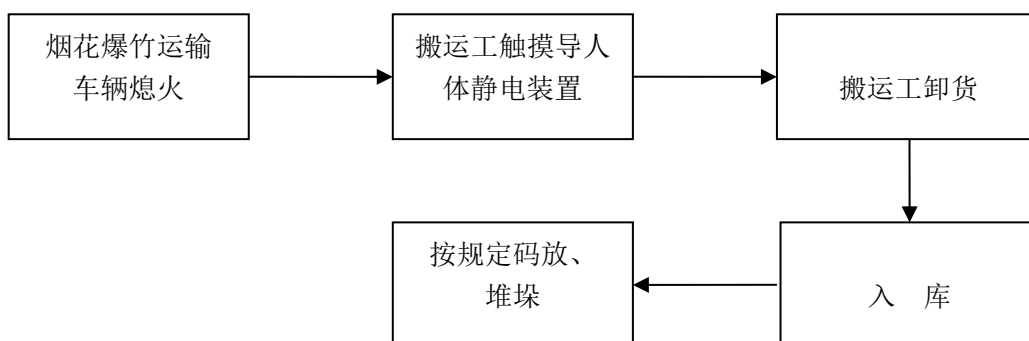 烟花爆竹运输
车辆熄火
搬运工触摸导人
体静电装置
搬运工卸货
入 库
按规定码放、
堆垛